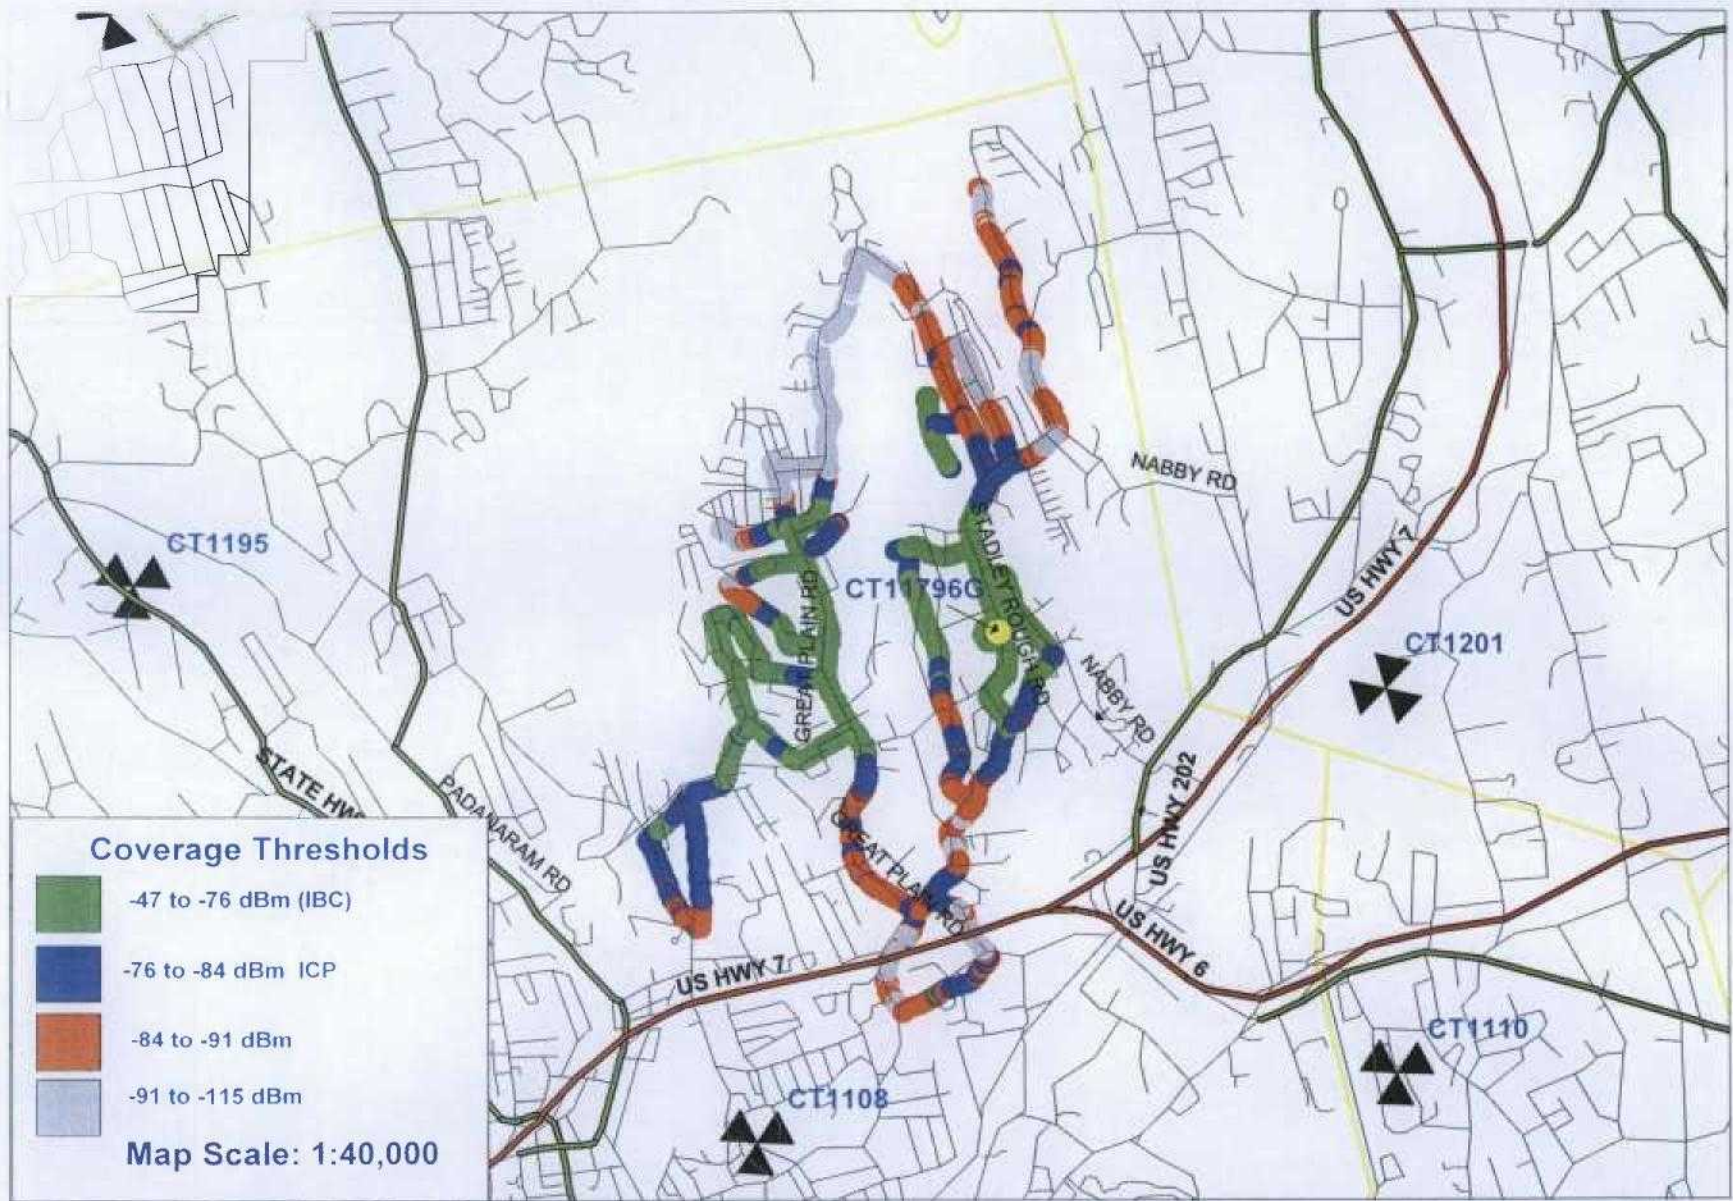 NABBY RD
CT1195
STADLEY ROUGH RD
US HWY 7
CT11796G
GREAT PLAIN RD
CT1201
NABBY RD
STATE HWY
PADANARAM RD
US HWY 202
GREAT PLAIN RD
Coverage Thresholds
-47 to -76 dBm (IBC)
-76 to -84 dBm ICP
-84 to -91 dBm
-91 to -115 dBm
Map Scale: 1:40,000
US HWY 7
US HWY 6
CT1110
CT1108